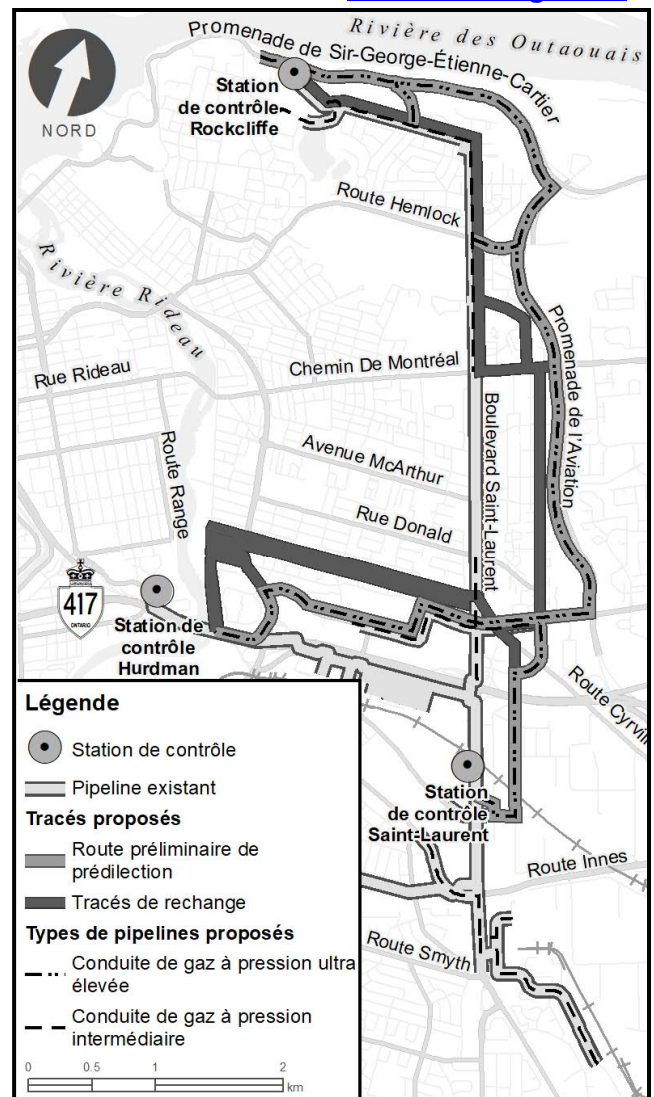 Rivière des Outaouais
Promenade de Sir-George-Étienne-Cartier
NORD
Station
de contrôle
Rockcliffe
Route Hemlock
Rivière Rideau
Promenade de l'Aviation
Chemin De Montréal
Rue Rideau
Boulevard Saint-Laurent
Route Range
Avenue McArthur
Rue Donald
417
ONTARIO
Station de
contrôle
Hurdman
Route Cyrvil
Légende
Station de contrôle
Pipeline existant
Tracés proposés
Route préliminaire de
prédilection
Tracés de rechange
Types de pipelines proposés
Conduite de gaz à pression ultra
élevée
Conduite de gaz à pression
intermédiaire
0 0.5 1 2
km
Station
de contrôle
Saint-Laurent
Route Innes
Route Smyth